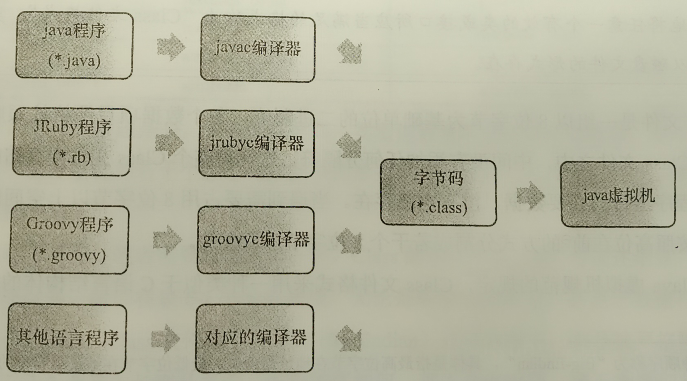 java程序
(*.java)
javac编译器
JRuby程序
(*.rb)
jrubyc编译器
字节码
(*.class)
java虚拟机
Groovy程序
(*.groovy)
groovyc编译器
其他语言程序
对应的编译器